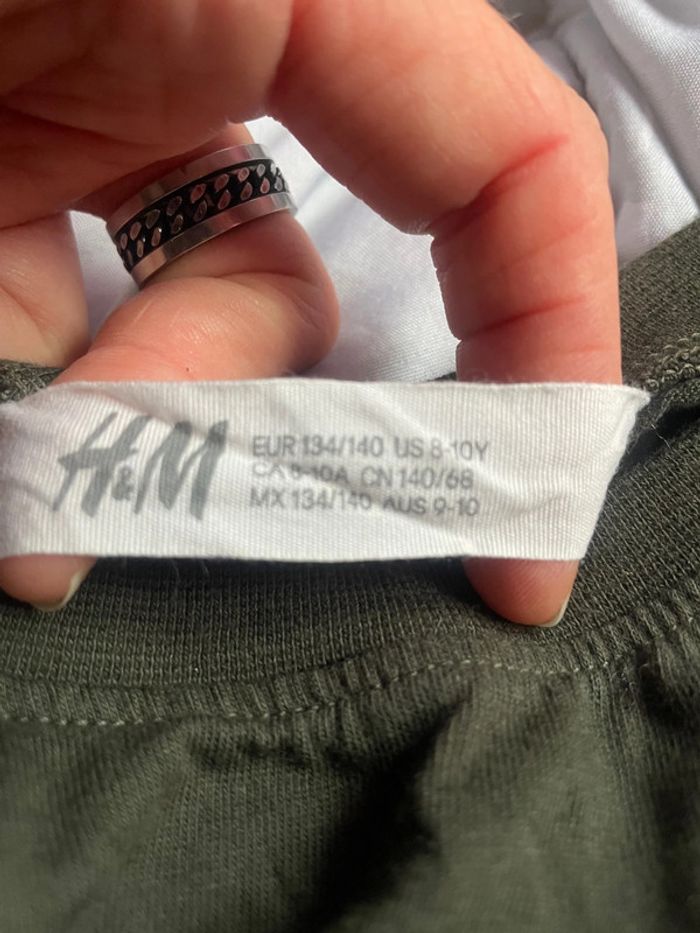 H&M
EUR 134/140 US 8-10Y
CA 8-10A CN 140/68
MX 134/140 AUS 9-10